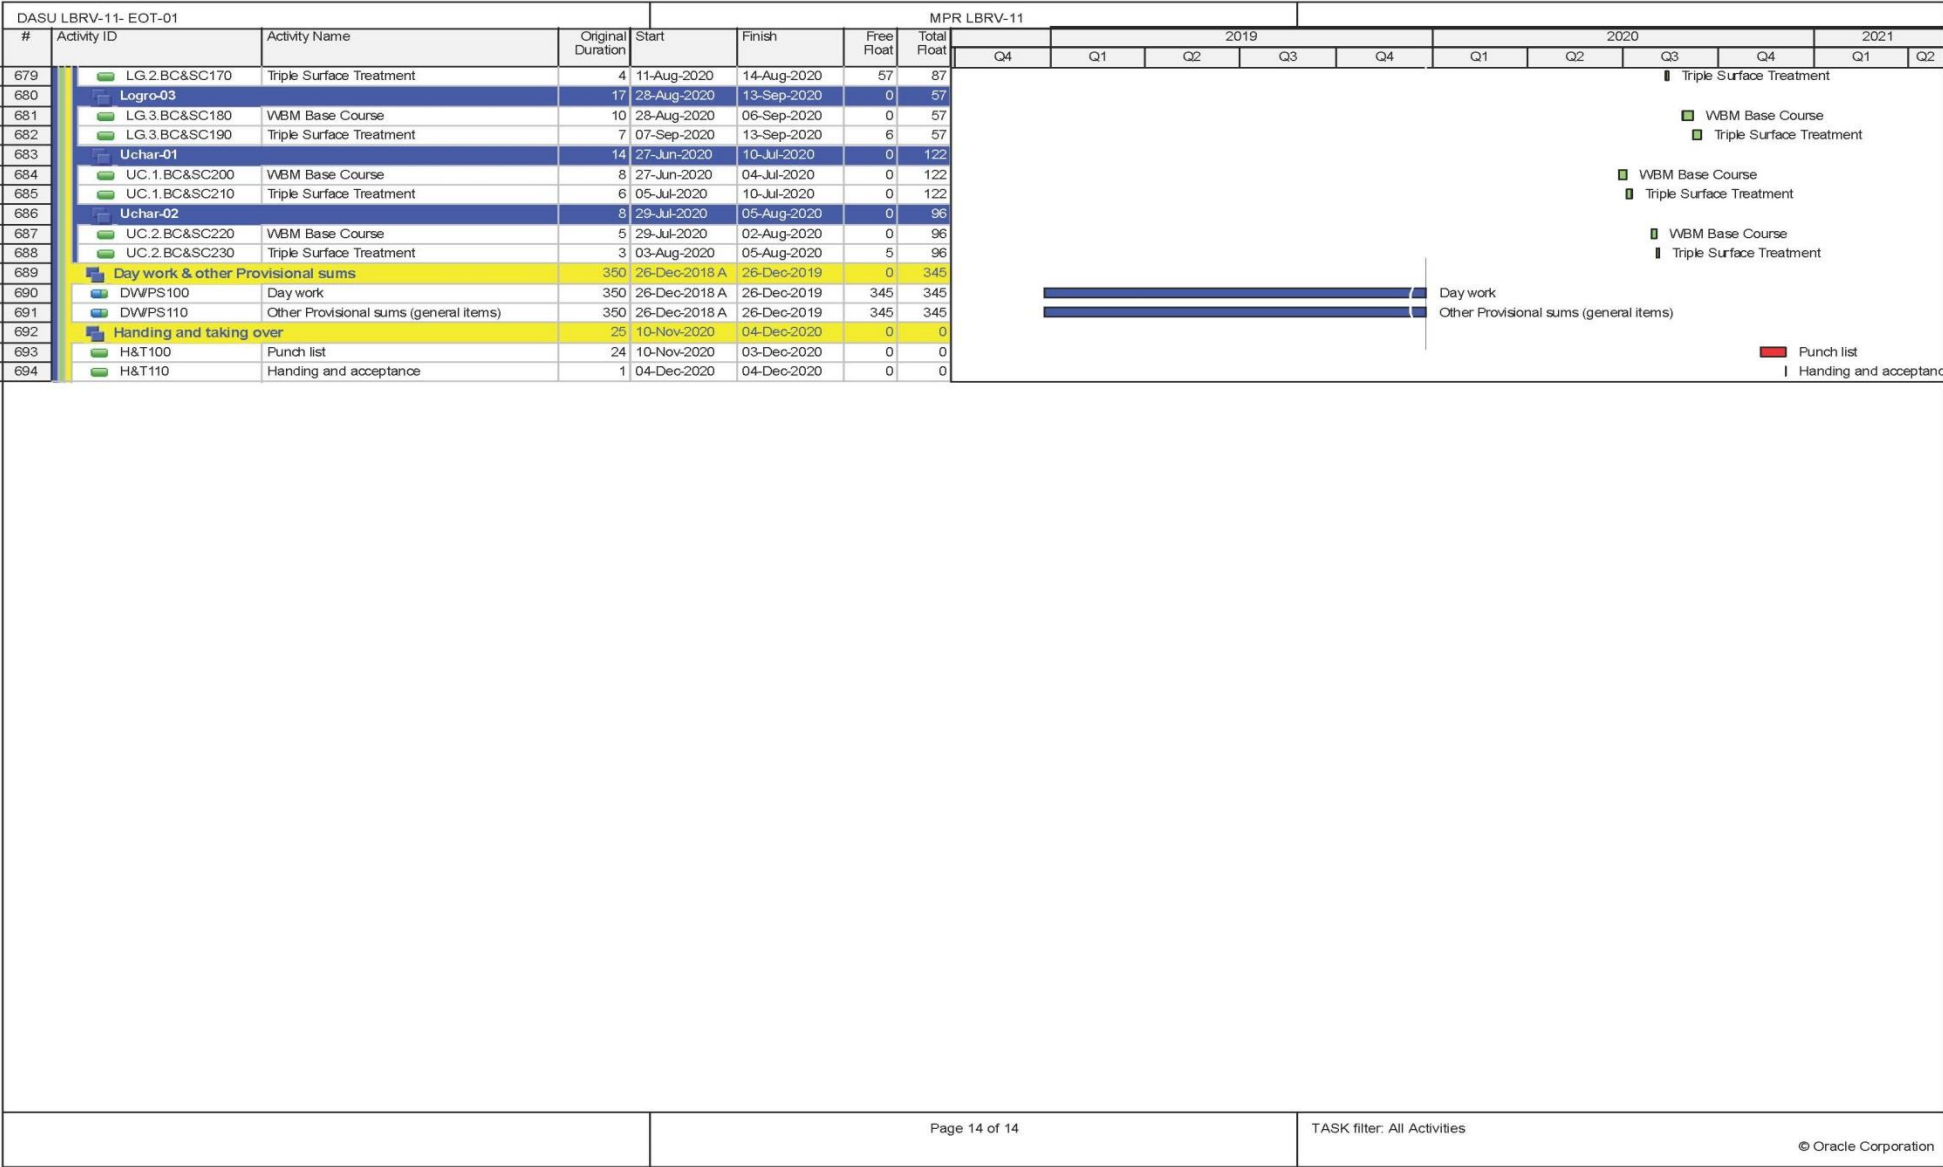 DASU LBRV-11- EOT-01 MPR LBRV-11
# Activity ID Activity Name Original Duration Start Finish Free Float Total Float 2019 2020 2021
Q4 Q1 Q2 Q3 Q4 Q1 Q2 Q3 Q4 Q1 Q2
679 LG.2.BC&SC170 Triple Surface Treatment 4 11-Aug-2020 14-Aug-2020 57 87 Triple Surface Treatment
680 Logro-03 17 28-Aug-2020 13-Sep-2020 0 57
681 LG.3.BC&SC180 WBM Base Course 10 28-Aug-2020 06-Sep-2020 0 57 WBM Base Course
682 LG.3.BC&SC190 Triple Surface Treatment 7 07-Sep-2020 13-Sep-2020 6 57 Triple Surface Treatment
683 Uchar-01 14 27-Jun-2020 10-Jul-2020 0 122
684 UC.1.BC&SC200 WBM Base Course 8 27-Jun-2020 04-Jul-2020 0 122 WBM Base Course
685 UC.1.BC&SC210 Triple Surface Treatment 6 05-Jul-2020 10-Jul-2020 0 122 Triple Surface Treatment
686 Uchar-02 8 29-Jul-2020 05-Aug-2020 0 96
687 UC.2.BC&SC220 WBM Base Course 5 29-Jul-2020 02-Aug-2020 0 96 WBM Base Course
688 UC.2.BC&SC230 Triple Surface Treatment 3 03-Aug-2020 05-Aug-2020 5 96 Triple Surface Treatment
689 Day work & other Provisional sums 350 26-Dec-2018 A 26-Dec-2019 0 345
690 DW/PS100 Day work 350 26-Dec-2018 A 26-Dec-2019 345 345 Day work
691 DW/PS110 Other Provisional sums (general items) 350 26-Dec-2018 A 26-Dec-2019 345 345 Other Provisional sums (general items)
692 Handing and taking over 25 10-Nov-2020 04-Dec-2020 0 0
693 H&T100 Punch list 24 10-Nov-2020 03-Dec-2020 0 0 Punch list
694 H&T110 Handing and acceptance 1 04-Dec-2020 04-Dec-2020 0 0 Handing and acceptanc
Page 14 of 14 TASK filter: All Activities
© Oracle Corporation